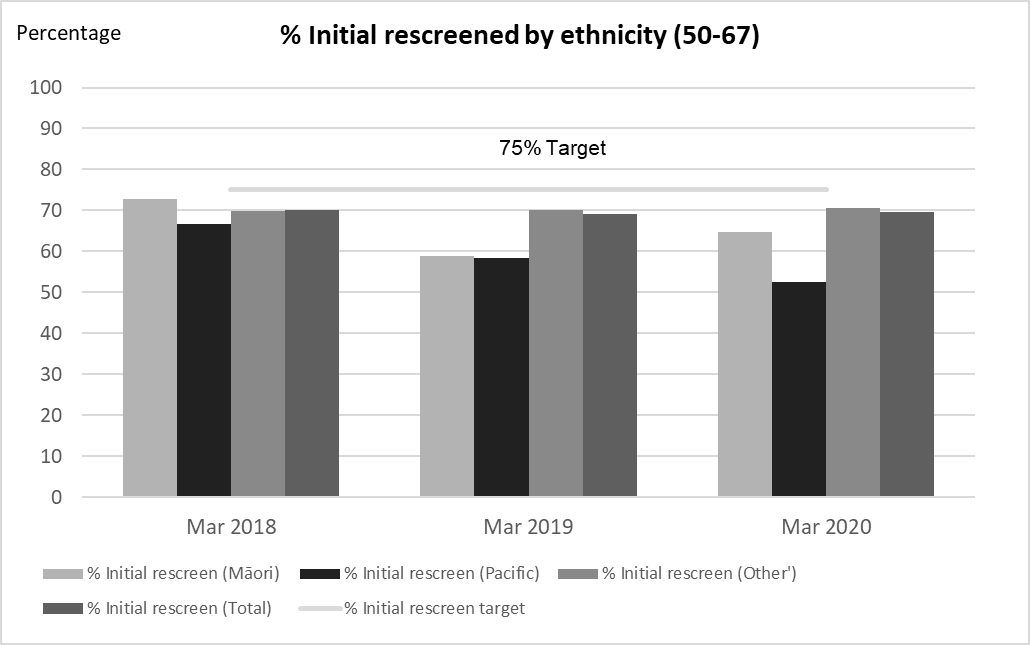 Percentage
% Initial rescreened by ethnicity (50-67)
100
90
75% Target
80
70
60
50
40
30
20
10
0
Mar 2018
Mar 2019
Mar 2020
% Initial rescreen (Māori)
% Initial rescreen (Pacific)
% Initial rescreen (Other')
% Initial rescreen (Total)
% Initial rescreen target